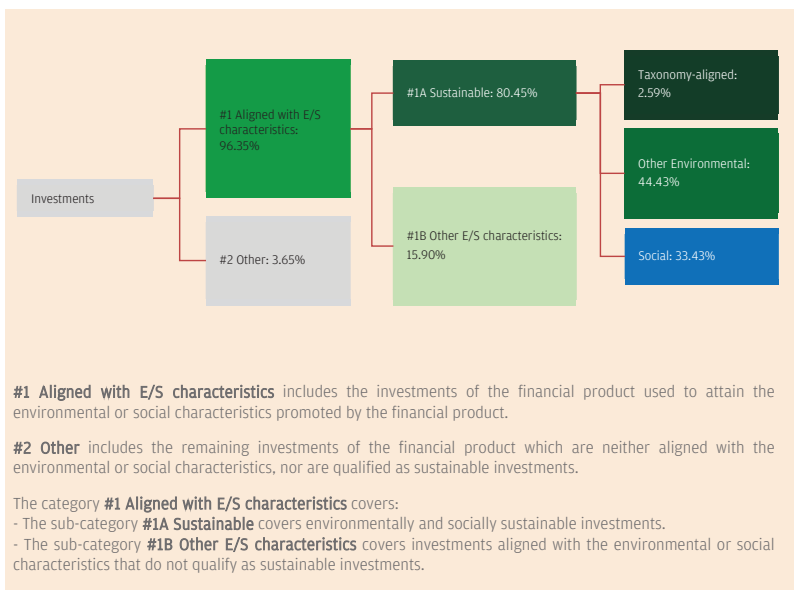 Investments
#1 Aligned with E/S
characteristics:
96.35%
#2 Other: 3.65%
#1A Sustainable: 80.45%
#1B Other E/S characteristics:
15.90%
Taxonomy-aligned:
2.59%
Other Environmental:
44.43%
Social: 33.43%
#1 Aligned with E/S characteristics includes the investments of the financial product used to attain the
environmental or social characteristics promoted by the financial product.
#2 Other includes the remaining investments of the financial product which are neither aligned with the
environmental or social characteristics, nor are qualified as sustainable investments.
The category #1 Aligned with E/S characteristics covers:
- The sub-category #1A Sustainable covers environmentally and socially sustainable investments.
- The sub-category #1B Other E/S characteristics covers investments aligned with the environmental or social
characteristics that do not qualify as sustainable investments.